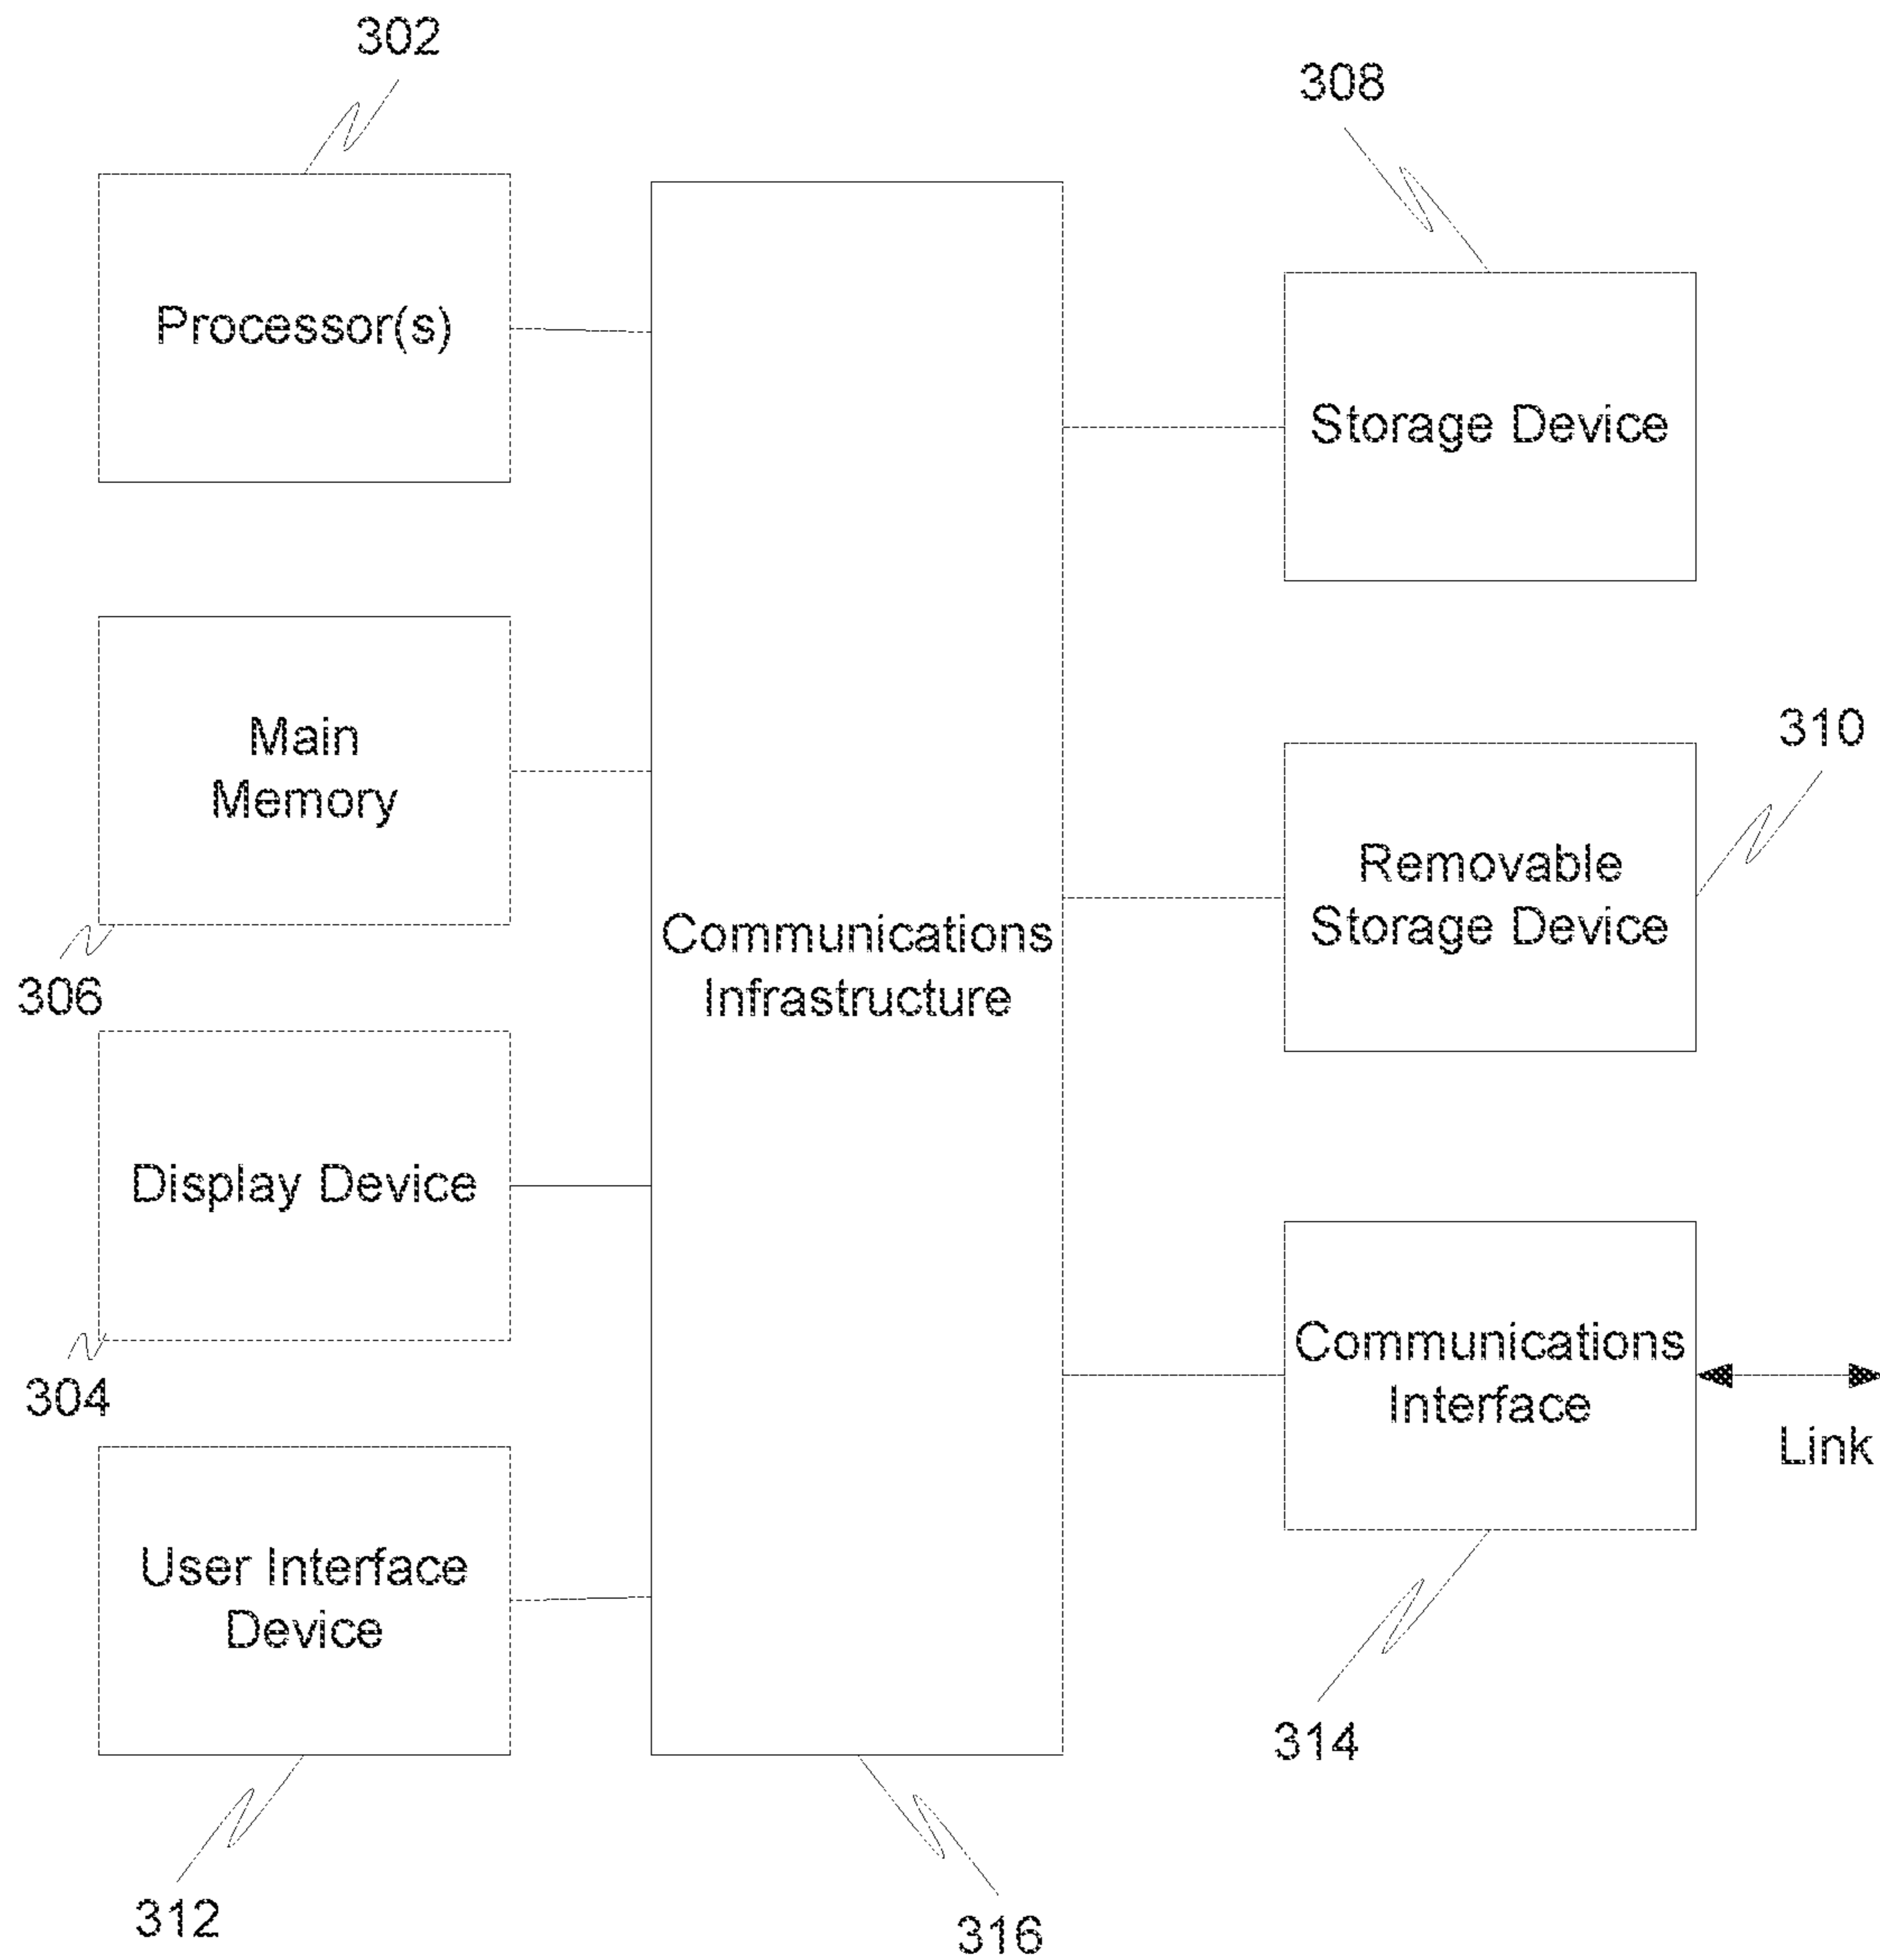 302
308
Processor(s)
Storage Device
Main
Memory
310
Removable
Storage Device
306
Communications
Infrastructure
Display Device
304
Communications
Interface
Link
User Interface
Device
314
312
316